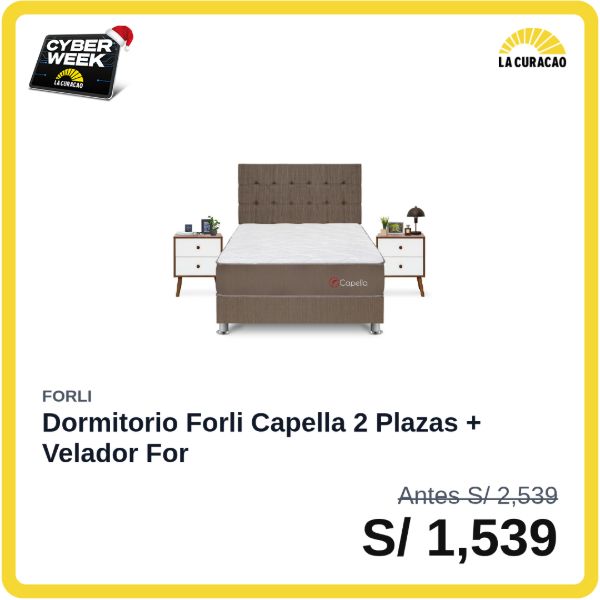 CYBER
WEEK
LA CURACAO
LA CURACAO
Capella
FORLI
Dormitorio Forli Capella 2 Plazas +
Velador For
Antes S/ 2,539
S/ 1,539